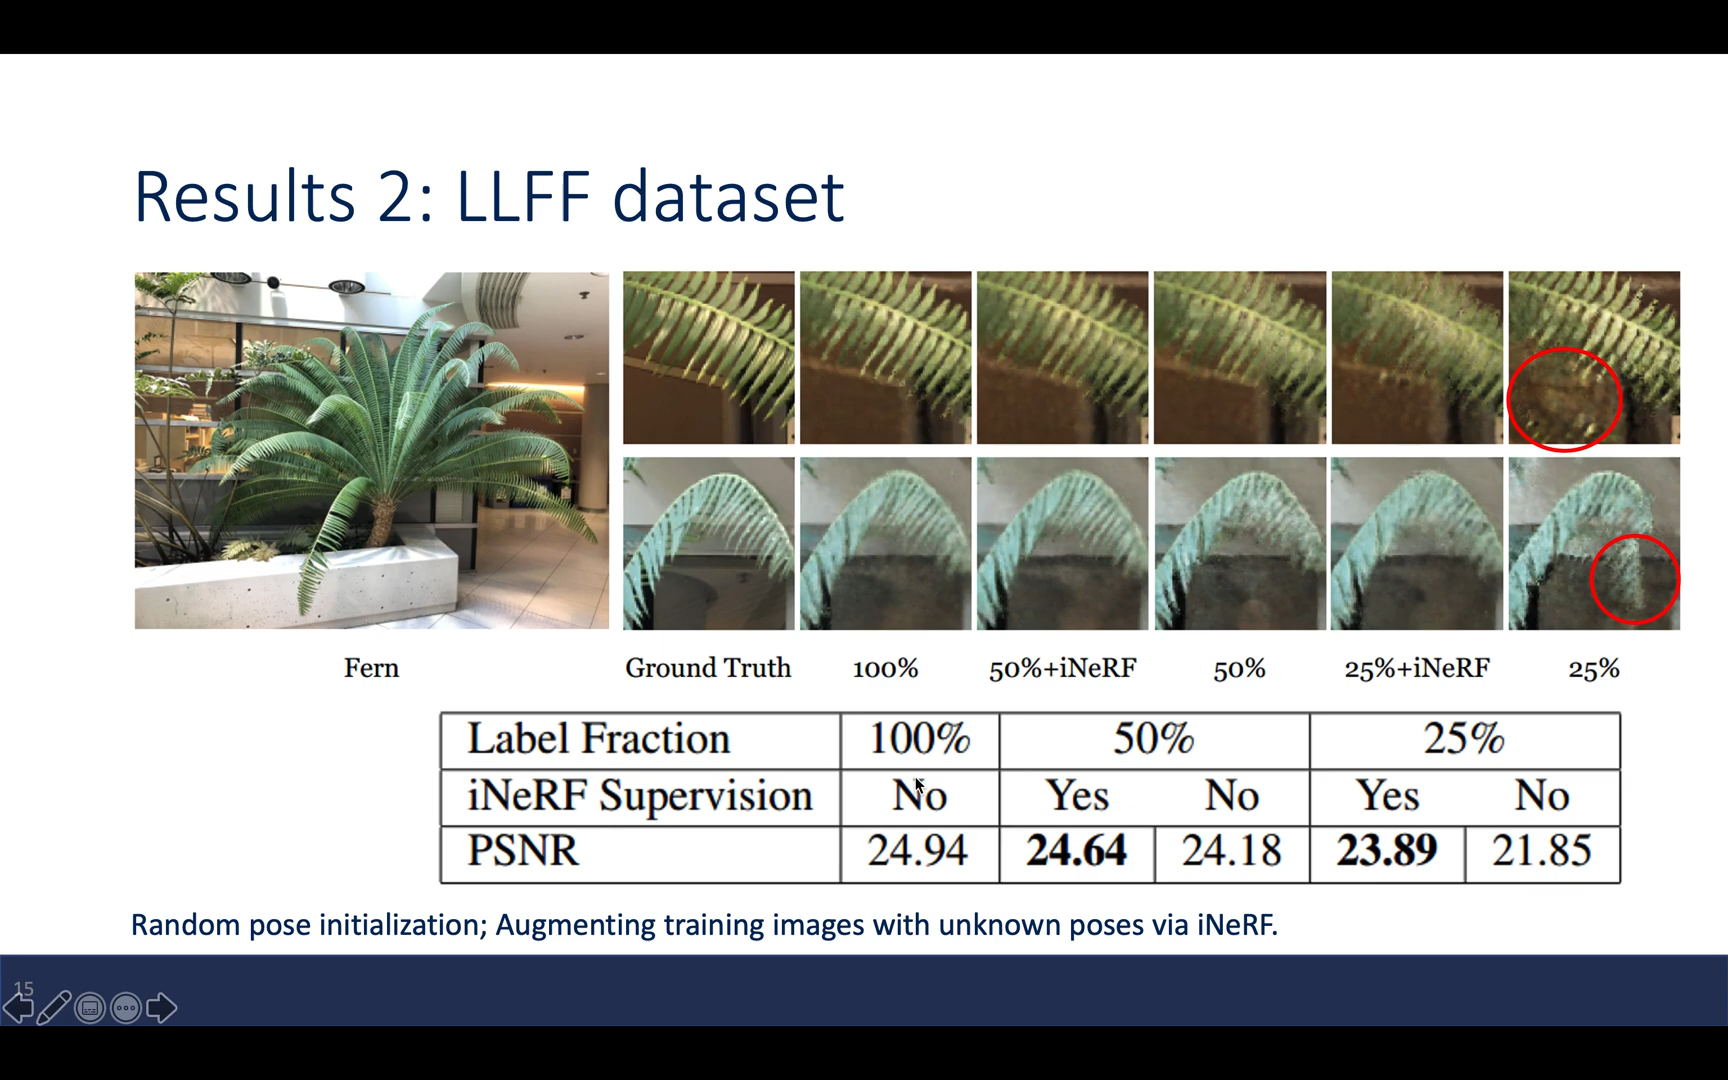 Results 2: LLFF dataset
Fern
Ground Truth
100%
50%+iNeRF
50%
25%+iNeRF
25%
Label Fraction 100% 50% 25%
iNeRF Supervision No Yes No Yes No
PSNR 24.94 24.64 24.18 23.89 21.85
Random pose initialization; Augmenting training images with unknown poses via iNeRF.
15